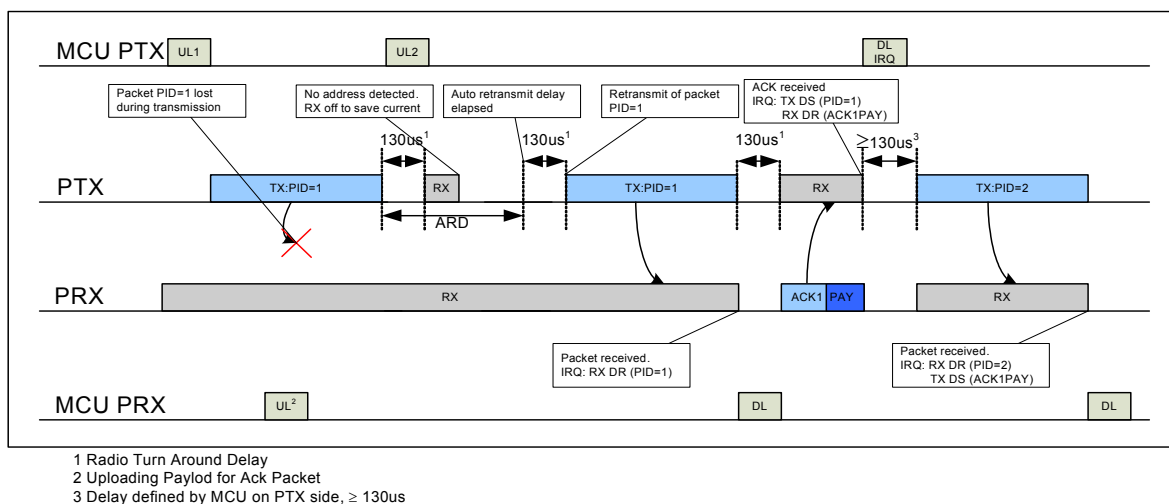 MCU PTX
UL1
UL2
DL
IRQ
Packet PID=1 lost
during transmission
No address detected.
RX off to save current
Auto retransmit delay
elapsed
Retransmit of packet
PID=1
ACK received
IRQ: TX DS (PID=1)
RX DR (ACK1PAY)
130us1
130us1
130us1
≥130us3
PTX
TX:PID=1
RX
TX:PID=1
RX
TX:PID=2
ARD
PRX
RX
ACK1
PAY
RX
Packet received.
IRQ: RX DR (PID=1)
Packet received.
IRQ: RX DR (PID=2)
TX DS (ACK1PAY)
MCU PRX
UL2
DL
DL
1 Radio Turn Around Delay
2 Uploading Paylod for Ack Packet
3 Delay defined by MCU on PTX side, ≥ 130us